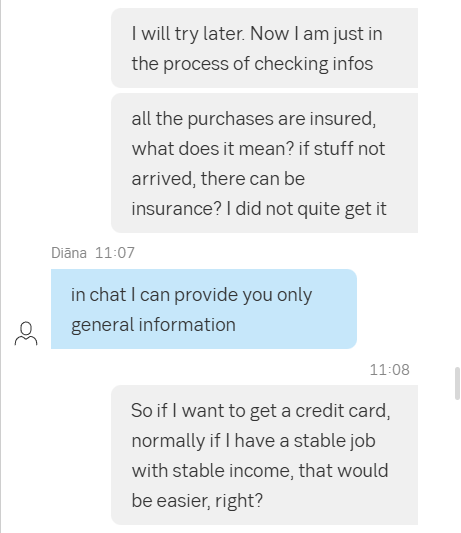 I will try later. Now I am just in
the process of checking infos
all the purchases are insured,
what does it mean? if stuff not
arrived, there can be
insurance? I did not quite get it
Diāna 11:07
in chat I can provide you only
general information
11:08
So if I want to get a credit card,
normally if I have a stable job
with stable income, that would
be easier, right?